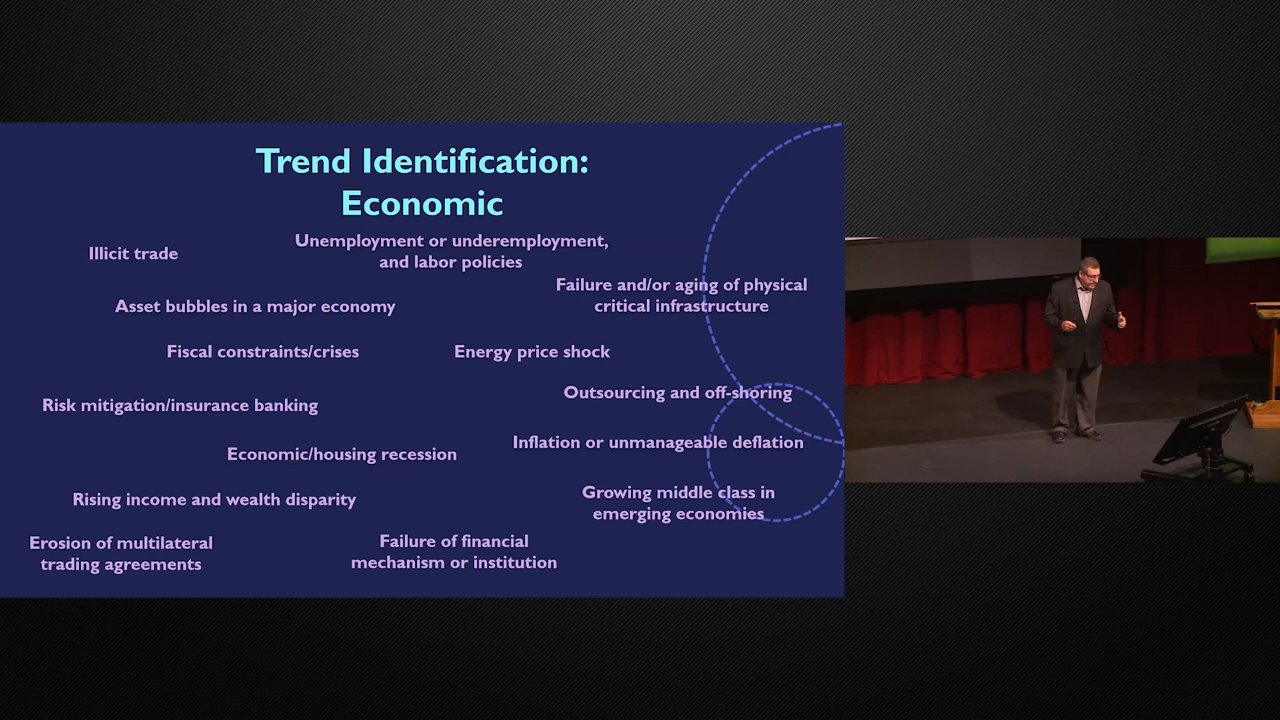 Trend Identification:
Economic
Illicit trade
Unemployment or underemployment,
and labor policies
Failure and/or aging of physical
critical infrastructure
Asset bubbles in a major economy
Fiscal constraints/crises
Energy price shock
Outsourcing and off-shoring
Risk mitigation/insurance banking
Inflation or unmanageable deflation
Economic/housing recession
Rising income and wealth disparity
Growing middle class in
emerging economies
Erosion of multilateral
trading agreements
Failure of financial
mechanism or institution